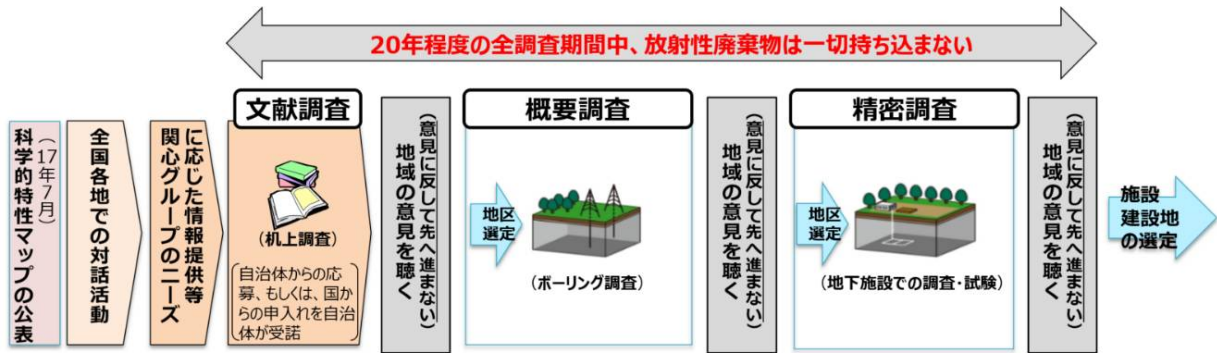 20年程度の全調査期間中、放射性廃棄物は一切持ち込まない
科学的特性マップの公表
(17年7月)
全国各地での対話活動
関心グループのニーズ
に応じた情報提供等
文献調査
(机上調査)
自治体からの応
募、もしくは、国か
らの申入れを自治
体が受諾
地域の意見を聴く
(意見に反して先へ進まない)
概要調査
地区
選定
(ボーリング調査)
地域の意見を聴く
(意見に反して先へ進まない)
精密調査
地区
選定
(地下施設での調査・試験)
地域の意見を聴く
(意見に反して先へ進まない)
施設
建設地
の選定